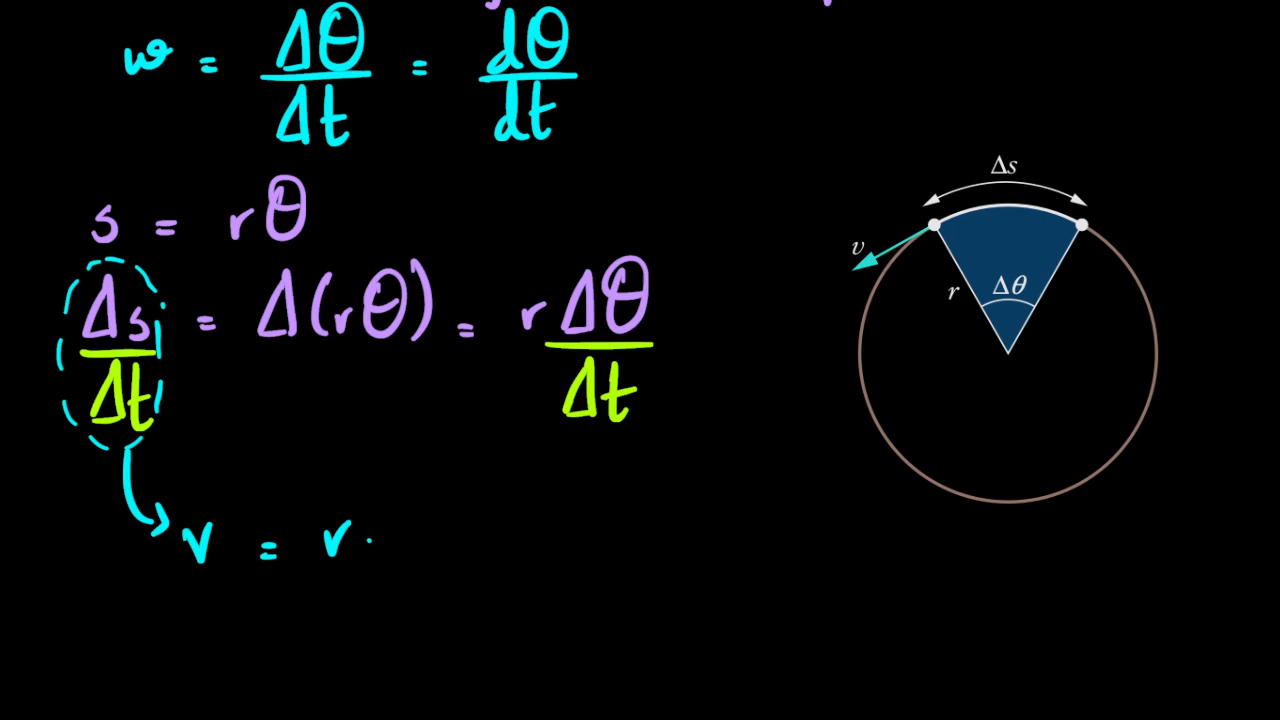 ω = Δθ/Δt = dθ/dt
s = rθ
Δs/Δt = Δ(rθ) = r Δθ/Δt
v = r ·
Δs
v
r
Δθ